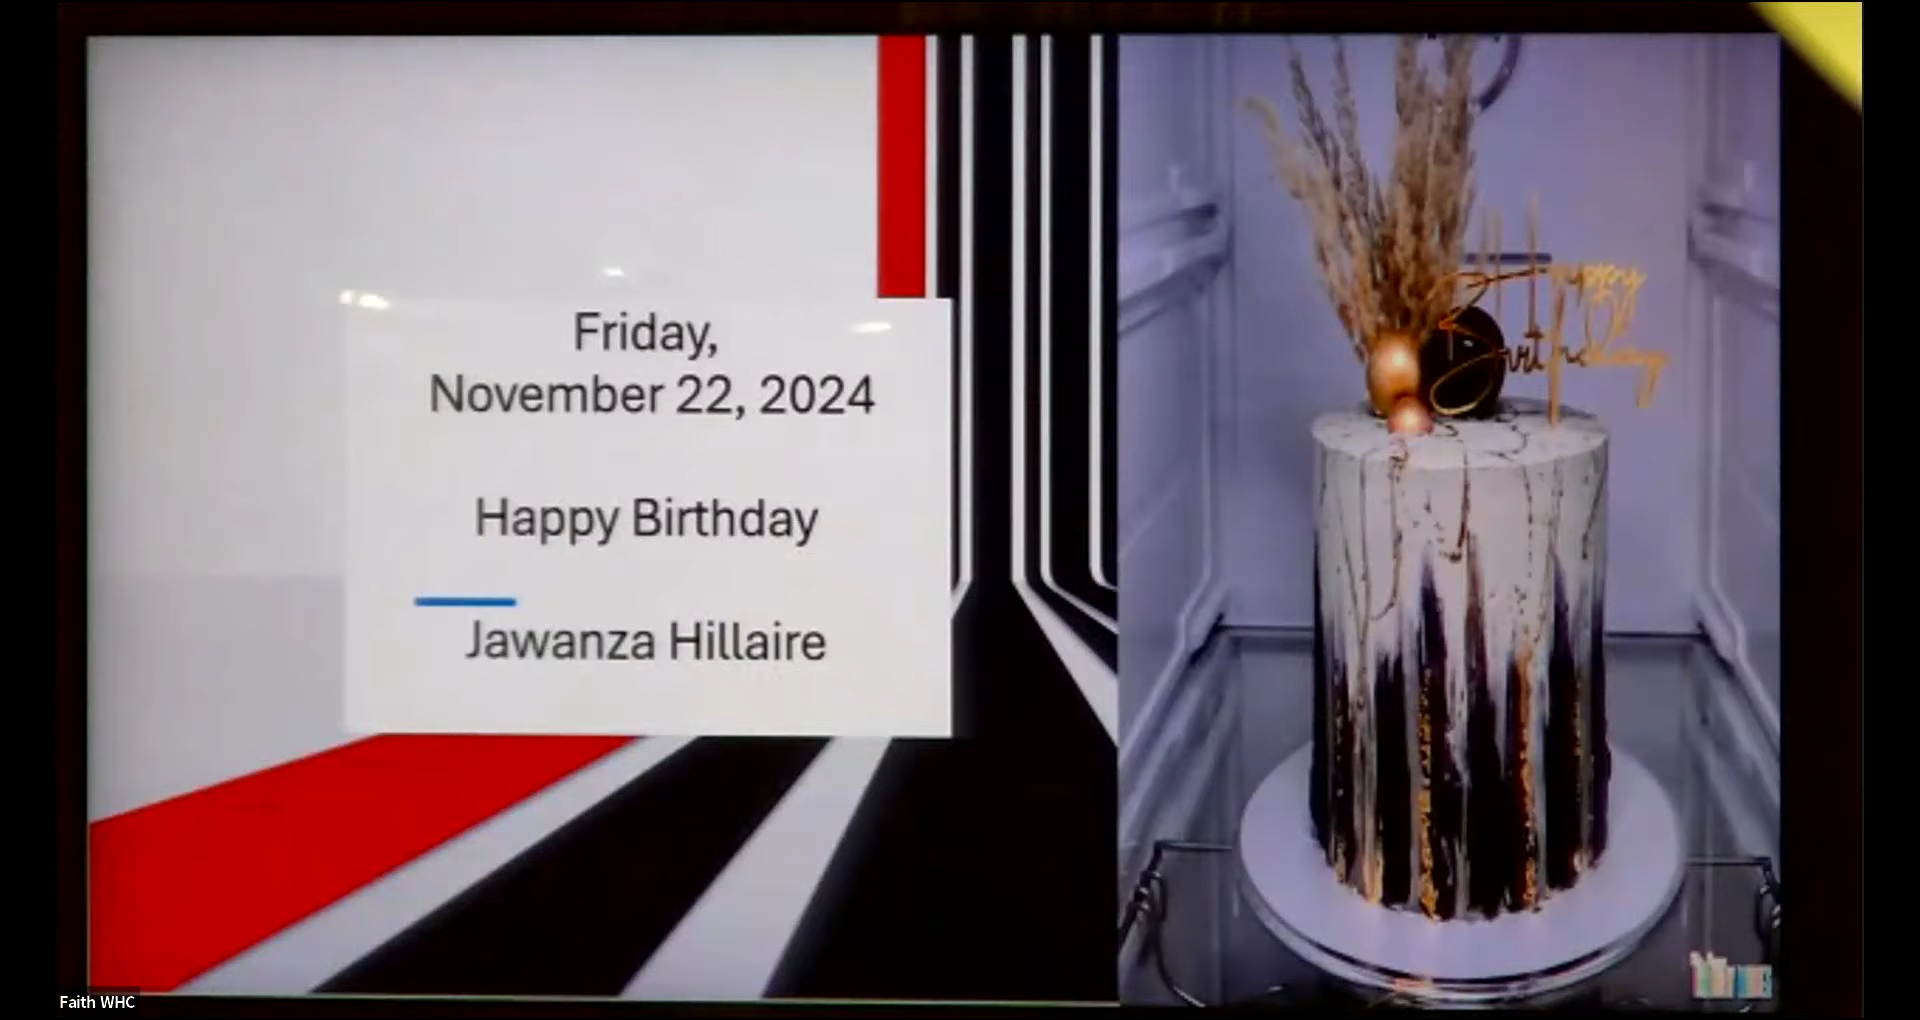 Friday,
November 22, 2024
Happy Birthday
Jawanza Hillaire
Happy
Birthday
Faith WHC